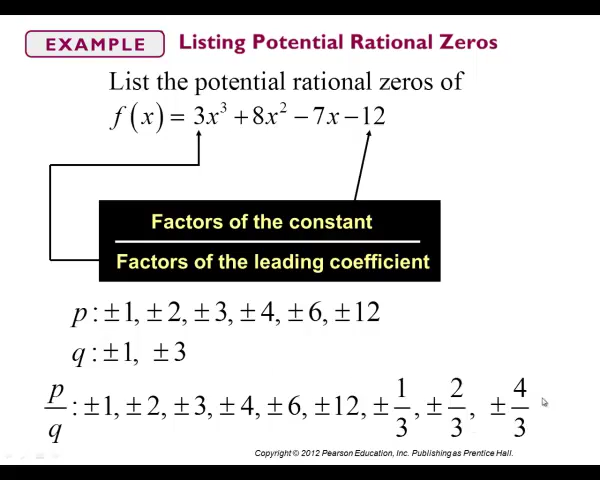 EXAMPLE Listing Potential Rational Zeros
List the potential rational zeros of
f(x) = 3x³ + 8x² − 7x − 12
Factors of the constant
Factors of the leading coefficient
p : ±1, ±2, ±3, ±4, ±6, ±12
q : ±1, ±3
p/q : ±1, ±2, ±3, ±4, ±6, ±12, ±1/3, ±2/3, ±4/3
Copyright © 2012 Pearson Education, Inc. Publishing as Prentice Hall.